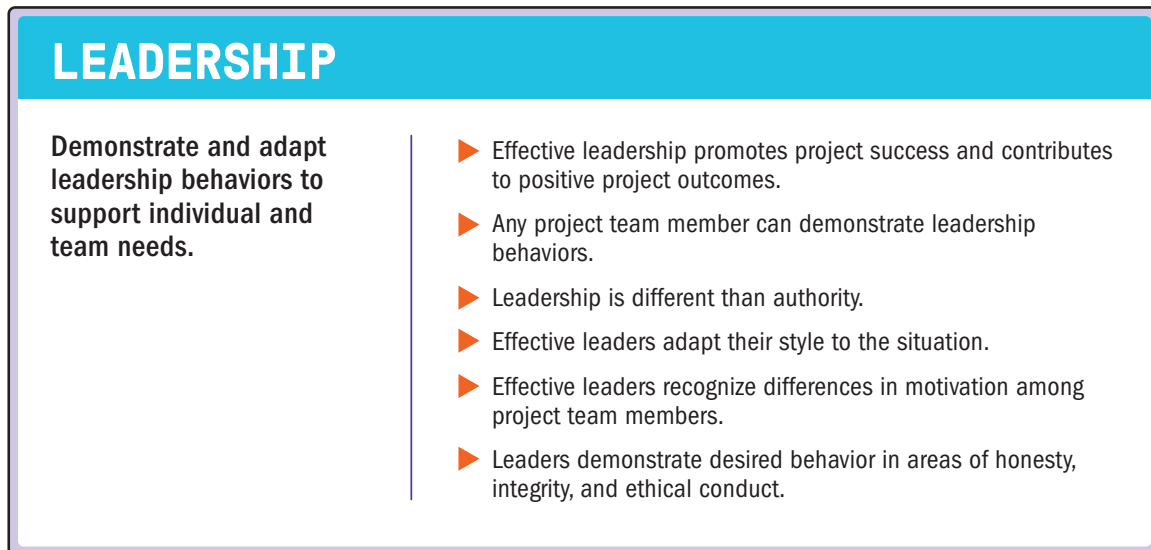 LEADERSHIP
Demonstrate and adapt
leadership behaviors to
support individual and
team needs.
Effective leadership promotes project success and contributes
to positive project outcomes.
Any project team member can demonstrate leadership
behaviors.
Leadership is different than authority.
Effective leaders adapt their style to the situation.
Effective leaders recognize differences in motivation among
project team members.
Leaders demonstrate desired behavior in areas of honesty,
integrity, and ethical conduct.